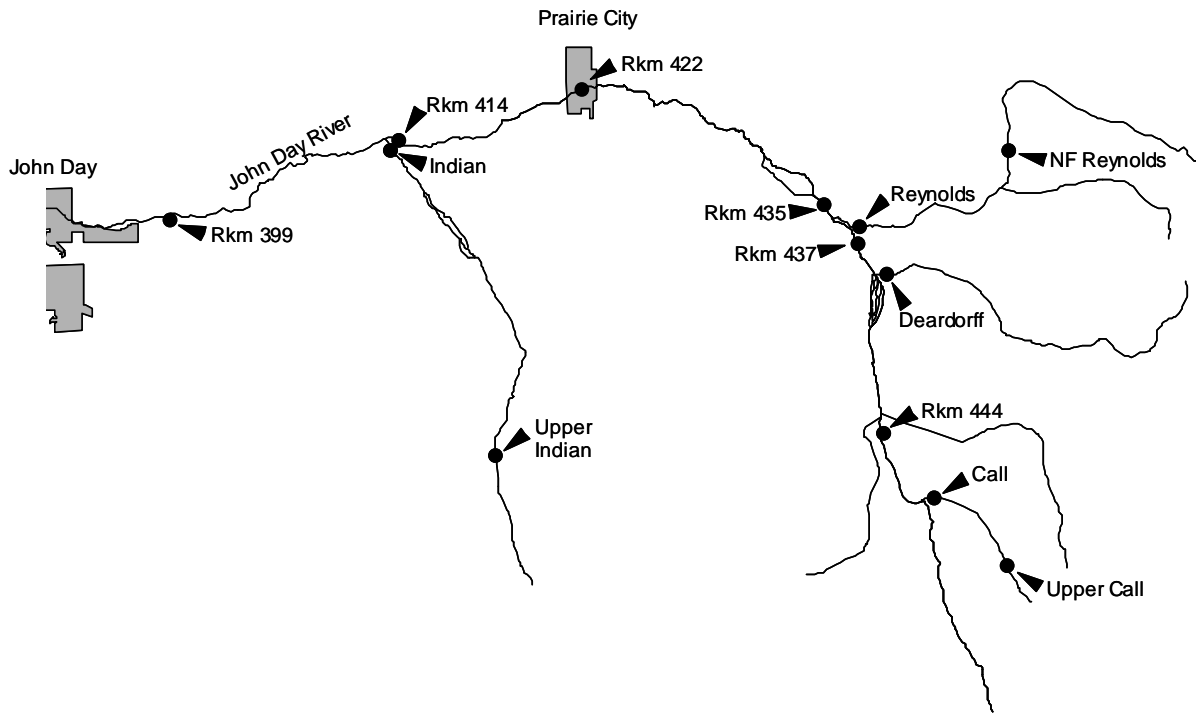 Prairie City
Rkm 422
Rkm 414
John Day River
Indian
John Day
Rkm 399
NF Reynolds
Reynolds
Rkm 435
Rkm 437
Deardorff
Rkm 444
Upper
Indian
Call
Upper Call